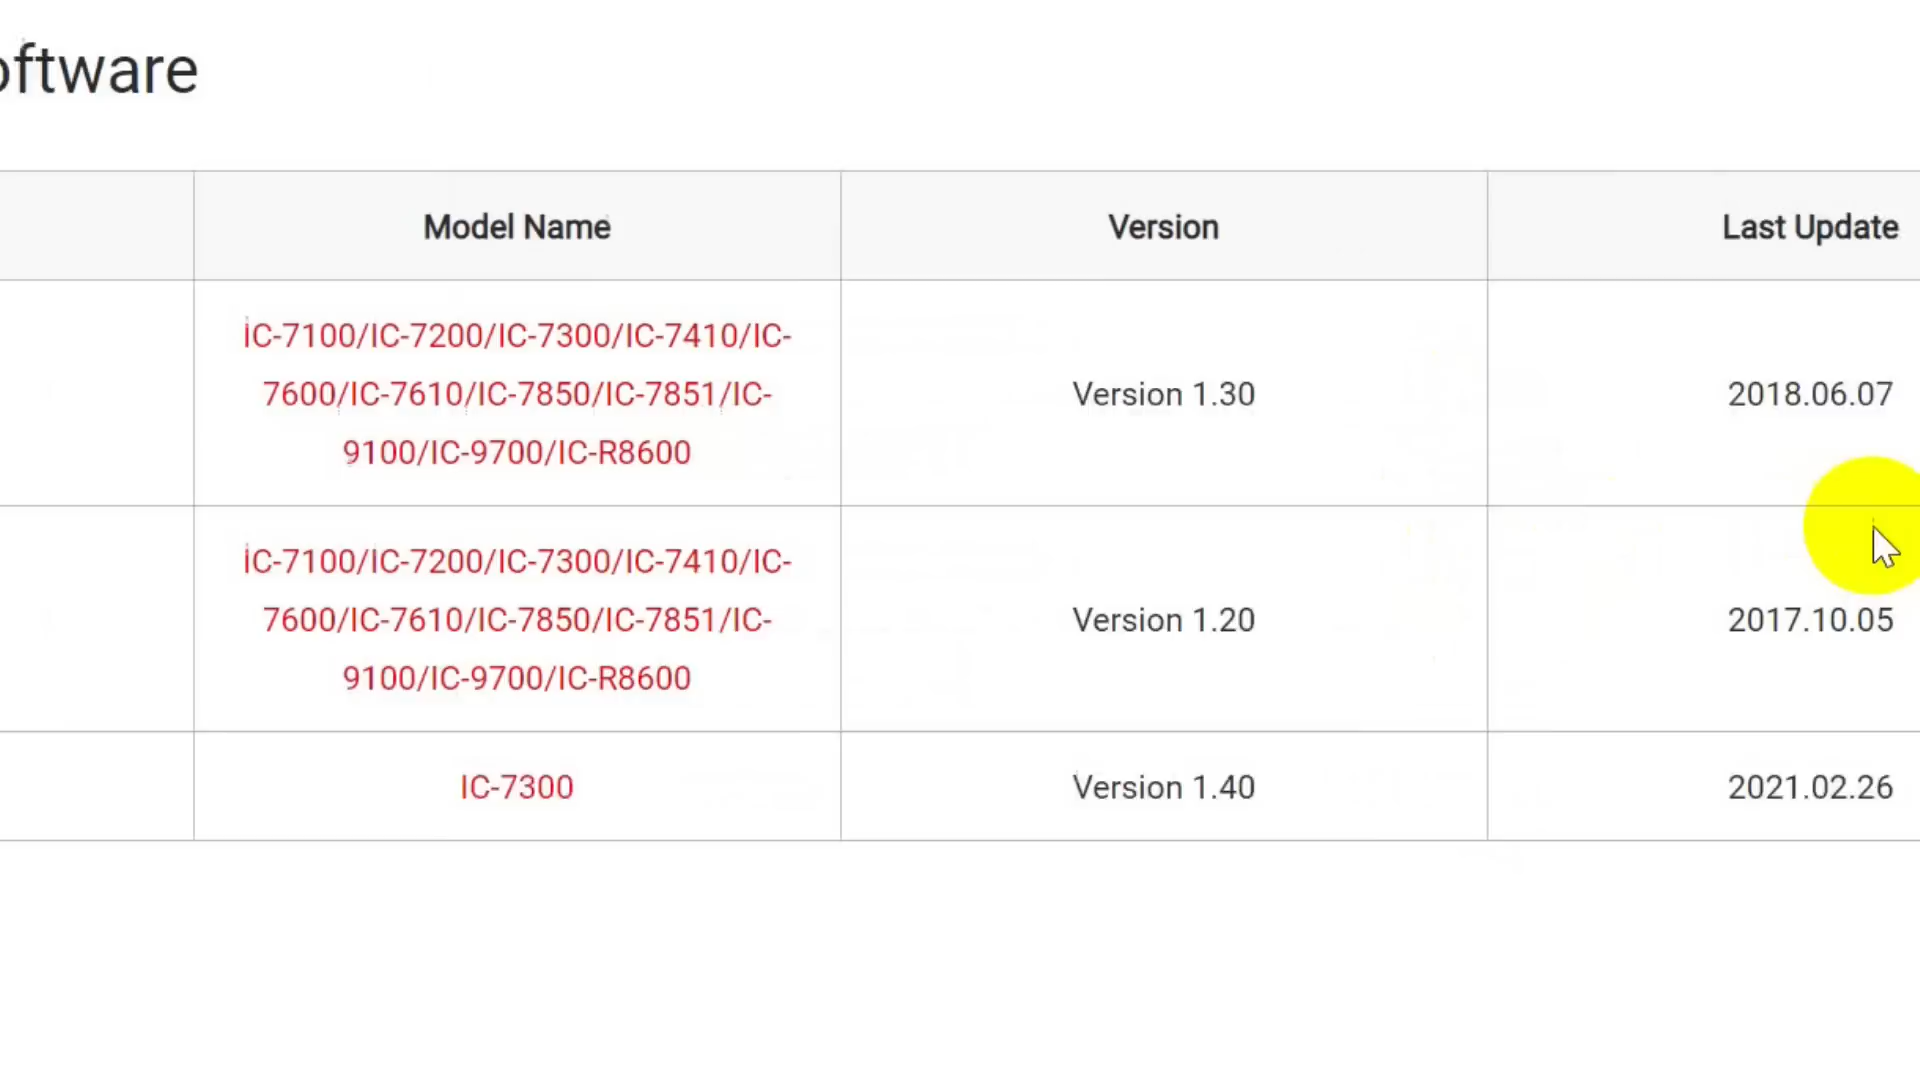 oftware
Model Name Version Last Update
IC-7100/IC-7200/IC-7300/IC-7410/IC-
7600/IC-7610/IC-7850/IC-7851/IC-
9100/IC-9700/IC-R8600
Version 1.30
2018.06.07
IC-7100/IC-7200/IC-7300/IC-7410/IC-
7600/IC-7610/IC-7850/IC-7851/IC-
9100/IC-9700/IC-R8600
Version 1.20
2017.10.05
IC-7300 Version 1.40 2021.02.26